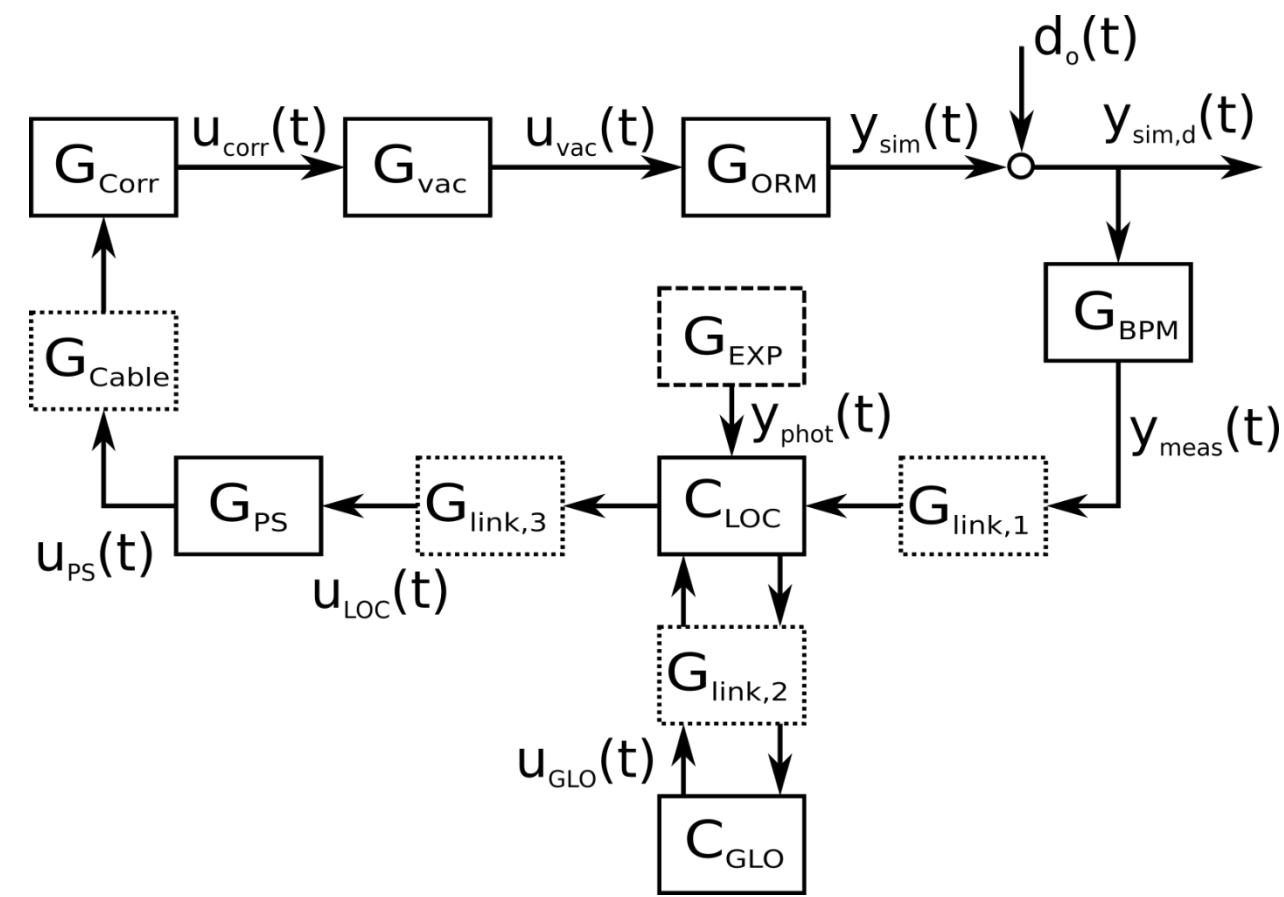 d_o(t)
u_corr(t)
u_vac(t)
y_sim(t)
y_sim,d(t)
G_Corr
G_vac
G_ORM
G_BPM
G_EXP
G_Cable
y_phot(t)
y_meas(t)
G_PS
G_link,3
C_LOC
G_link,1
u_PS(t)
u_LOC(t)
G_link,2
u_GLO(t)
C_GLO